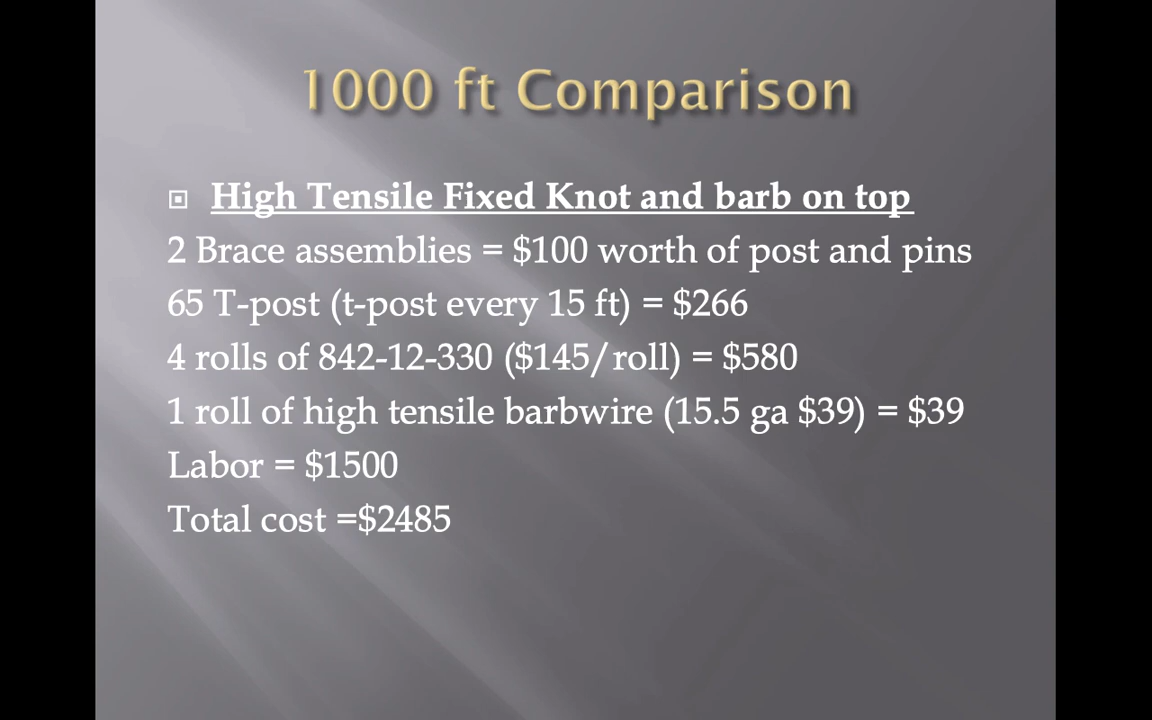 1000 ft Comparison
High Tensile Fixed Knot and barb on top
2 Brace assemblies = $100 worth of post and pins
65 T-post (t-post every 15 ft) = $266
4 rolls of 842-12-330 ($145/roll) = $580
1 roll of high tensile barbwire (15.5 ga $39) = $39
Labor = $1500
Total cost =$2485